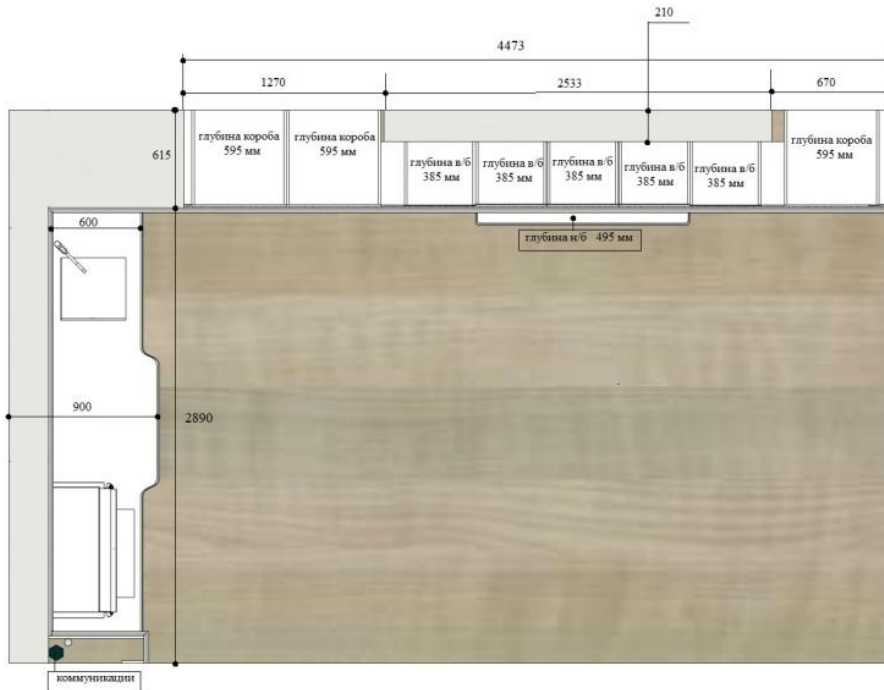 210
4473
1270
2533
670
615
глубина короба
595 мм
глубина короба
595 мм
глубина в/б
385 мм
глубина в/б
385 мм
глубина в/б
385 мм
глубина в/б
385 мм
глубина в/б
385 мм
глубина короба
595 мм
600
глубина н/б 495 мм
900
2890
коммуникации